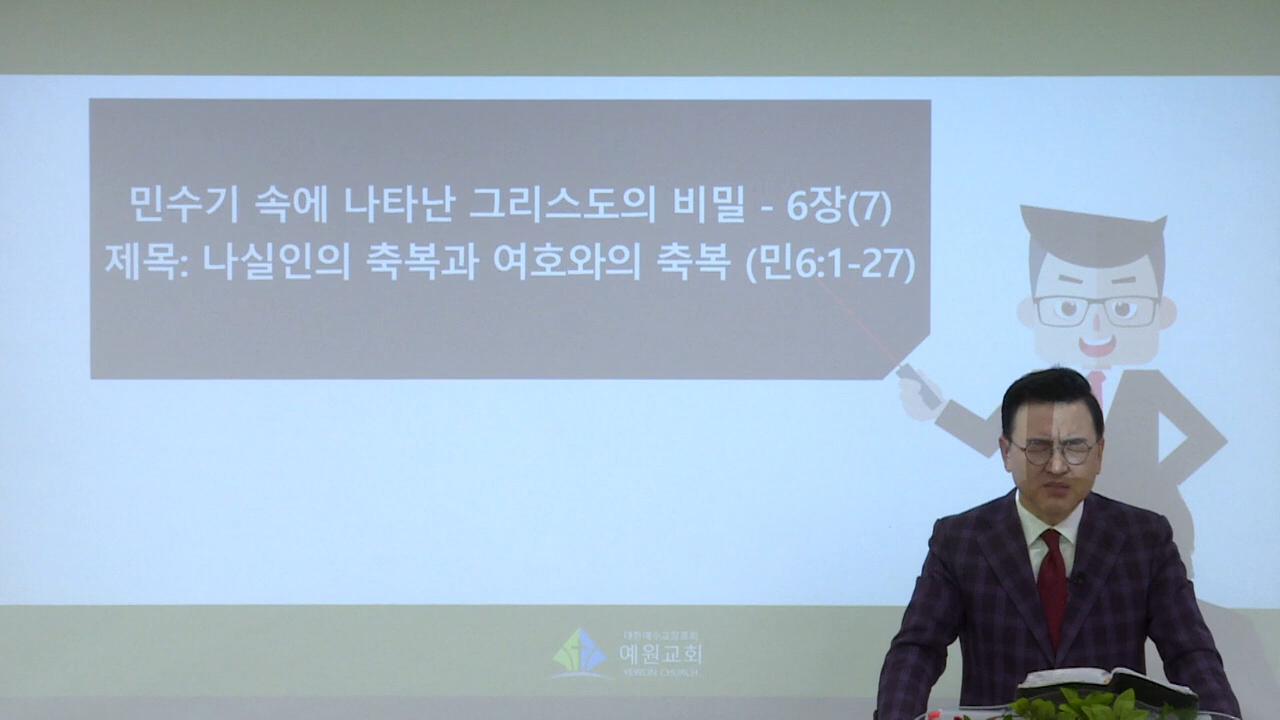 민수기 속에 나타난 그리스도의 비밀 - 6장(7)
제목: 나실인의 축복과 여호와의 축복 (민6:1-27)
대한예수교장로회
예원교회
YEWON CHURCH